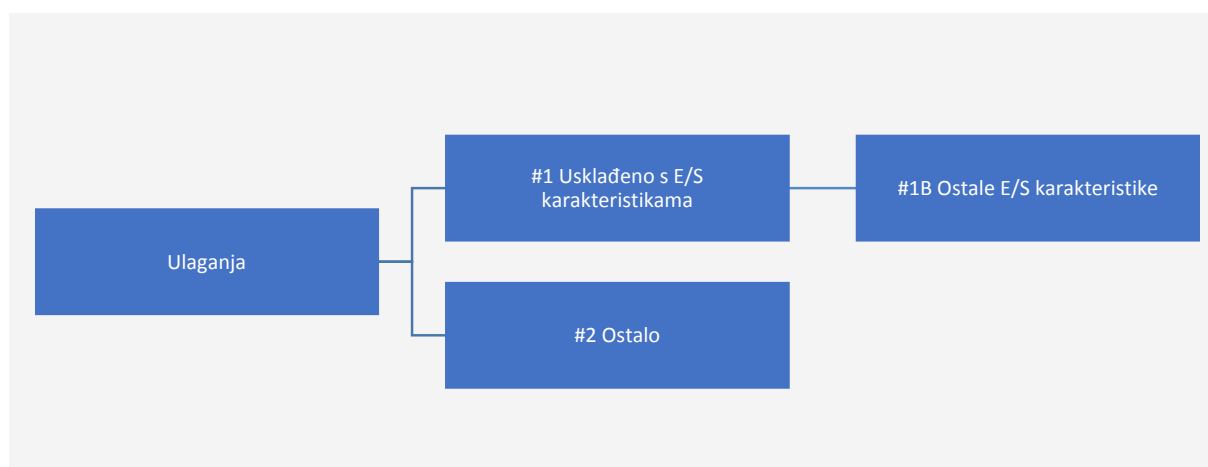 Ulaganja
#1 Usklađeno s E/S
karakteristikama
#1B Ostale E/S karakteristike
#2 Ostalo